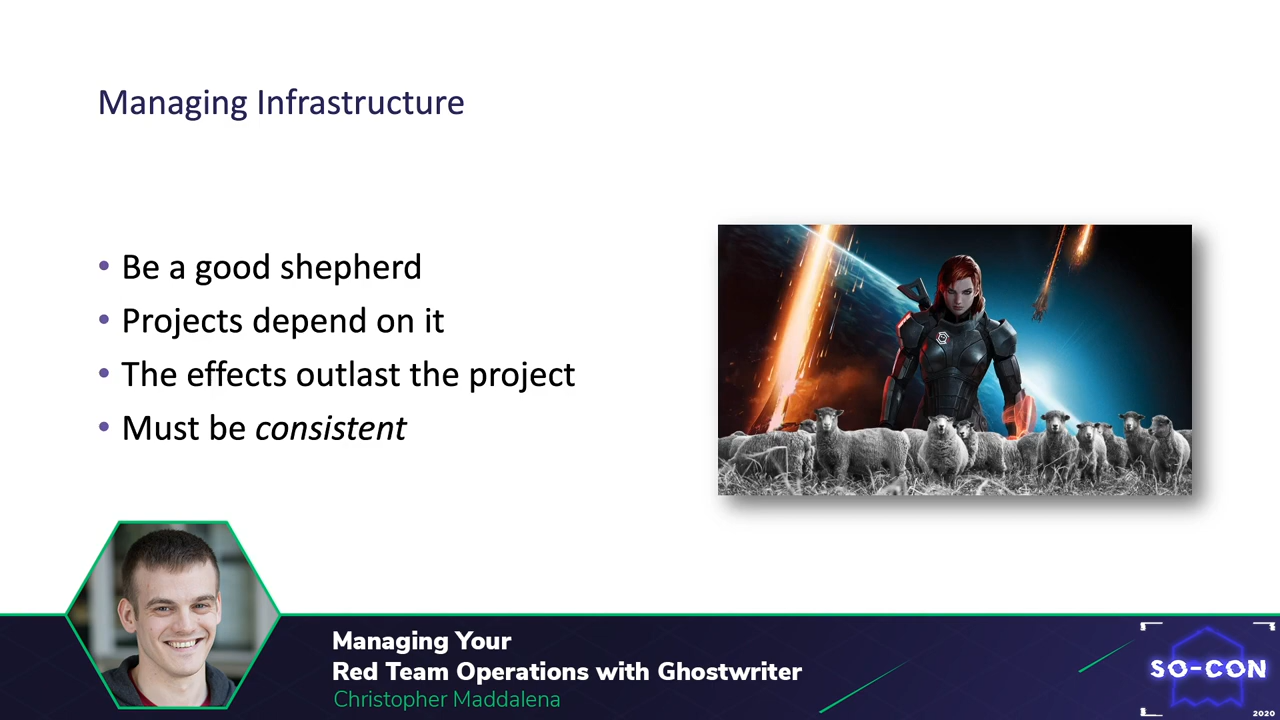 Managing Infrastructure
• Be a good shepherd
• Projects depend on it
• The effects outlast the project
• Must be consistent
Managing Your
Red Team Operations with Ghostwriter
Christopher Maddalena
SO-CON
2020